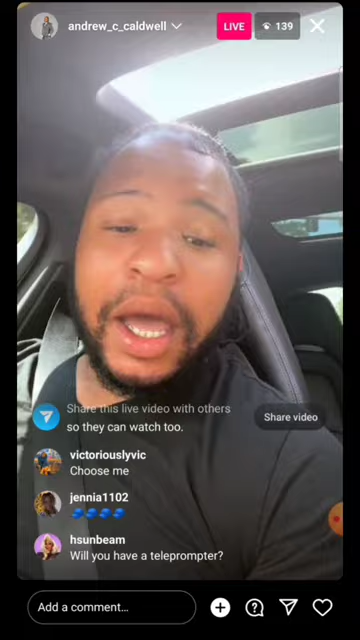 andrew_c_caldwell
LIVE
139
Share this live video with others
so they can watch too.
Share video
victoriouslyvic
Choose me
jennia1102
hsunbeam
Will you have a teleprompter?
Add a comment...